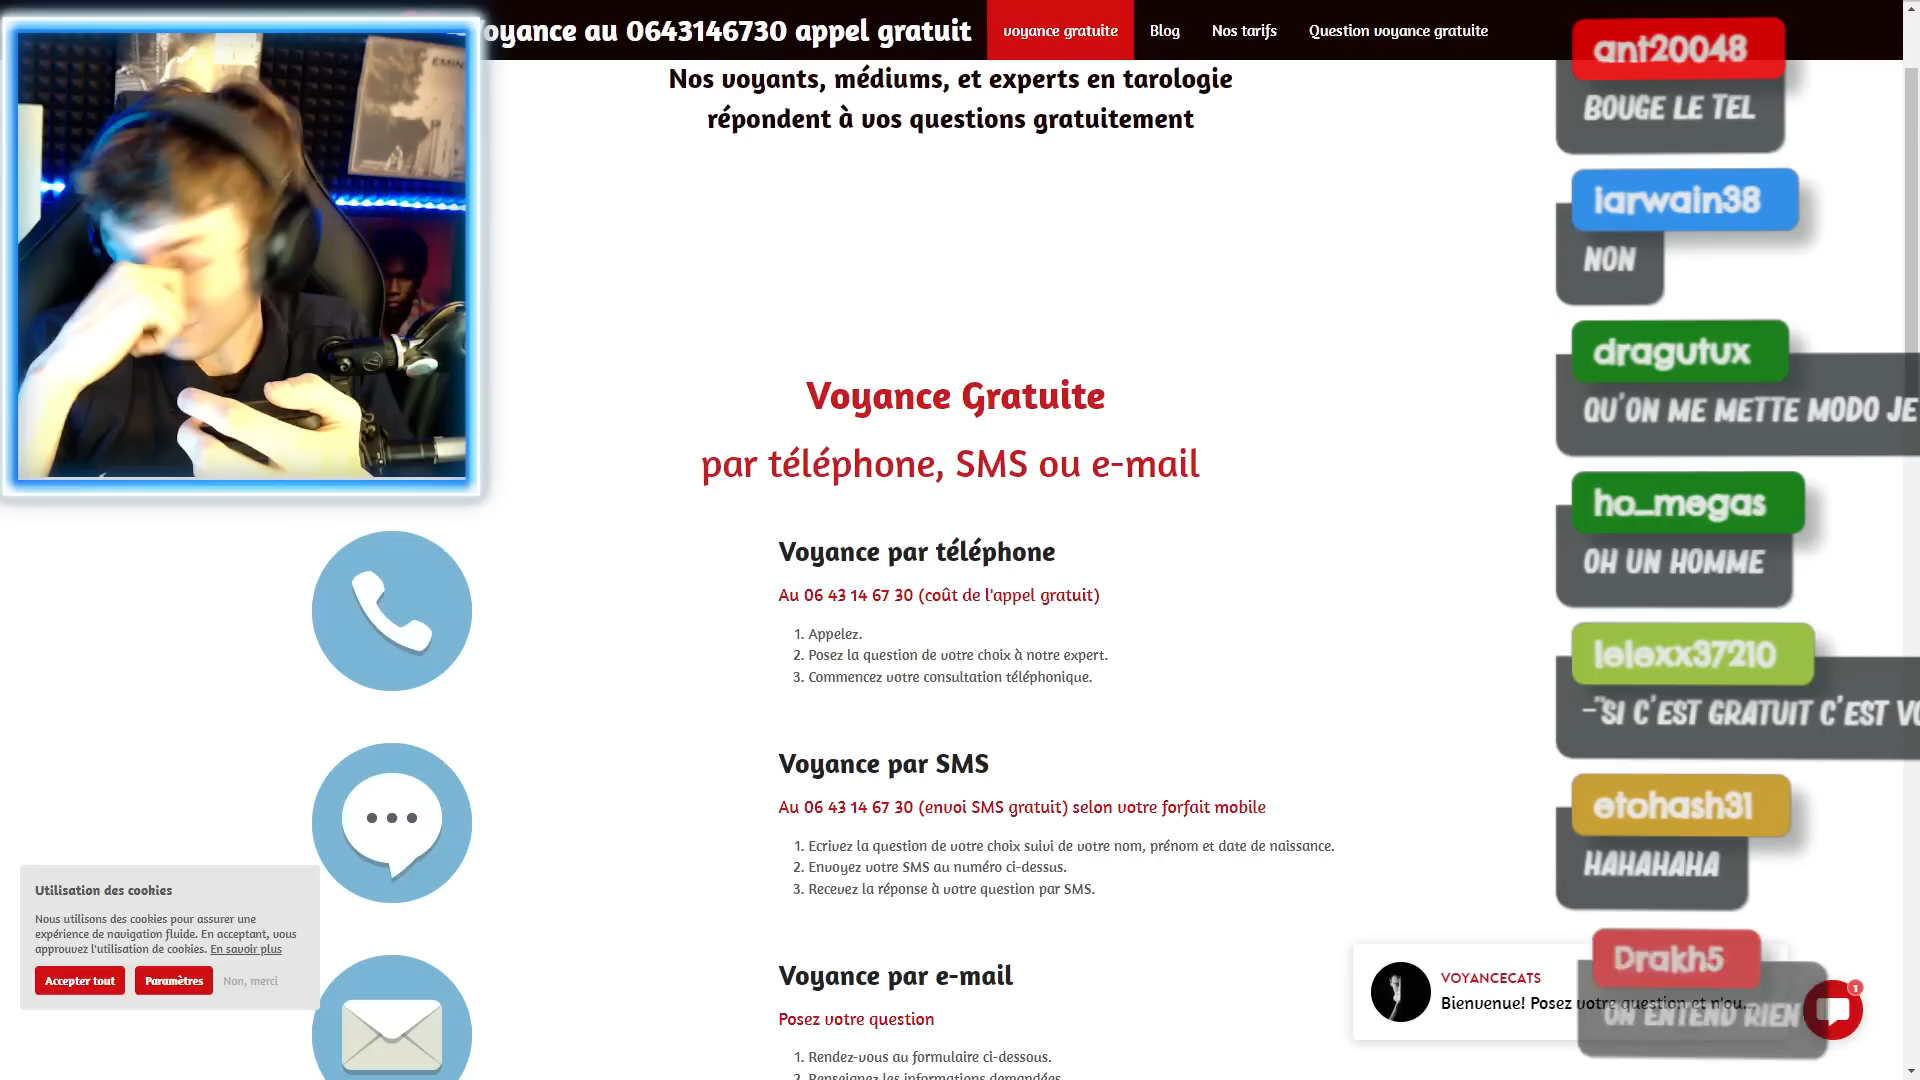 oyance au 0643146730 appel gratuit
voyance gratuite
Blog
Nos tarifs
Question voyance gratuite
Nos voyants, médiums, et experts en tarologie
répondent à vos questions gratuitement
EMIN
Voyance Gratuite
par téléphone, SMS ou e-mail
Voyance par téléphone
Au 06 43 14 67 30 (coût de l'appel gratuit)
1. Appelez.
2. Posez la question de votre choix à notre expert.
3. Commencez votre consultation téléphonique.
Voyance par SMS
Au 06 43 14 67 30 (envoi SMS gratuit) selon votre forfait mobile
1. Ecrivez la question de votre choix suivi de votre nom, prénom et date de naissance.
2. Envoyez votre SMS au numéro ci-dessus.
3. Recevez la réponse à votre question par SMS.
Voyance par e-mail
Posez votre question
1. Rendez-vous au formulaire ci-dessous.
2. Renseignez les informations demandées
Utilisation des cookies
Nous utilisons des cookies pour assurer une
expérience de navigation fluide. En acceptant, vous
approuvez l'utilisation de cookies. En savoir plus
Accepter tout
Paramètres
Non, merci
ant20048
BOUGE LE TEL
iarwain38
NON
dragutux
QU'ON ME METTE MODO JE
ho_megas
OH UN HOMME
lelexx37210
-"SI C'EST GRATUIT C'EST VO
etohash31
HAHAHAHA
Drakh5
ON ENTEND RIEN
VOYANCECATS
Bienvenue! Posez votre question et n'ou...
1